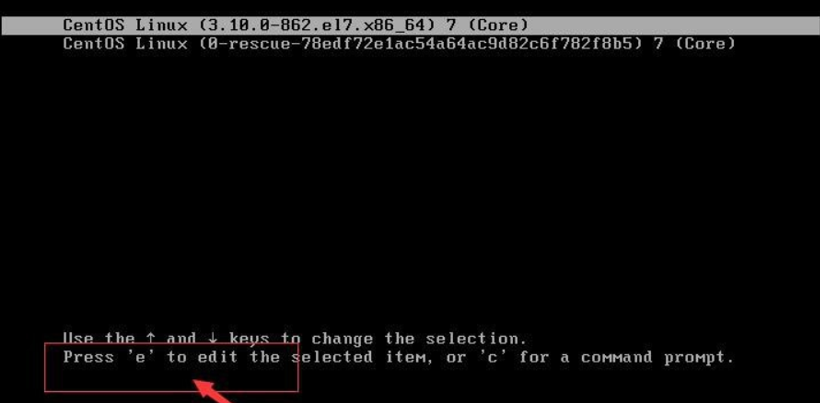 CentOS Linux (3.10.0-862.el7.x86_64) 7 (Core)
CentOS Linux (0-rescue-78edf72e1ac54a64ac9d82c6f782f8b5) 7 (Core)
Use the ↑ and ↓ keys to change the selection.
Press 'e' to edit the selected item, or 'c' for a command prompt.